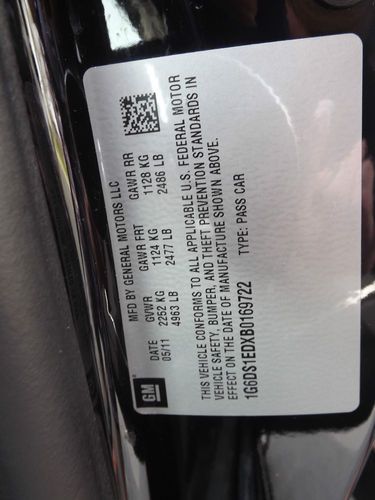 GM
MFD BY GENERAL MOTORS LLC
DATE GVWR GAWR FRT GAWR RR
05/11 2252 KG 1124 KG 1128 KG
4963 LB 2477 LB 2486 LB
THIS VEHICLE CONFORMS TO ALL APPLICABLE U.S. FEDERAL MOTOR
VEHICLE SAFETY, BUMPER, AND THEFT PREVENTION STANDARDS IN
EFFECT ON THE DATE OF MANUFACTURE SHOWN ABOVE.
1G6DS1EDXB0169722 TYPE: PASS CAR